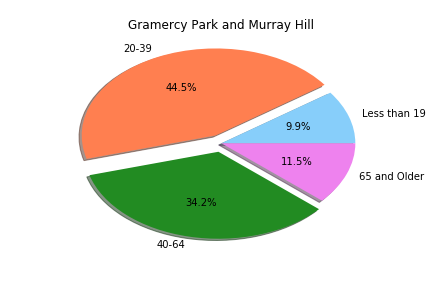 Gramercy Park and Murray Hill
20-39
44.5%
Less than 19
9.9%
11.5%
65 and Older
34.2%
40-64